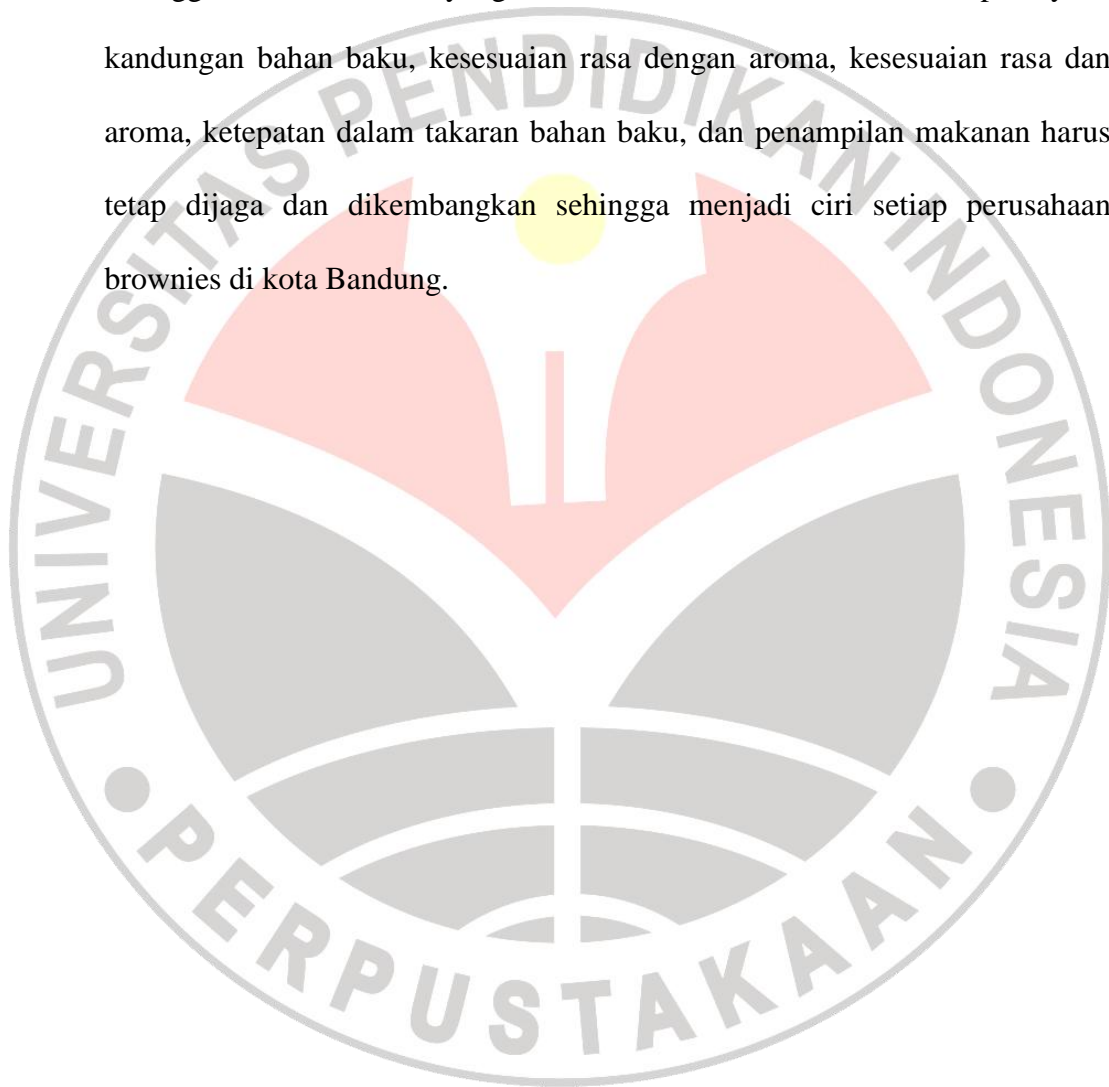 kandungan bahan baku, kesesuaian rasa dengan aroma, kesesuaian rasa dan
aroma, ketepatan dalam takaran bahan baku, dan penampilan makanan harus
tetap dijaga dan dikembangkan sehingga menjadi ciri setiap perusahaan
brownies di kota Bandung.
UNIVERSITAS PENDIDIKAN INDONESIA
PERPUSTAKAAN